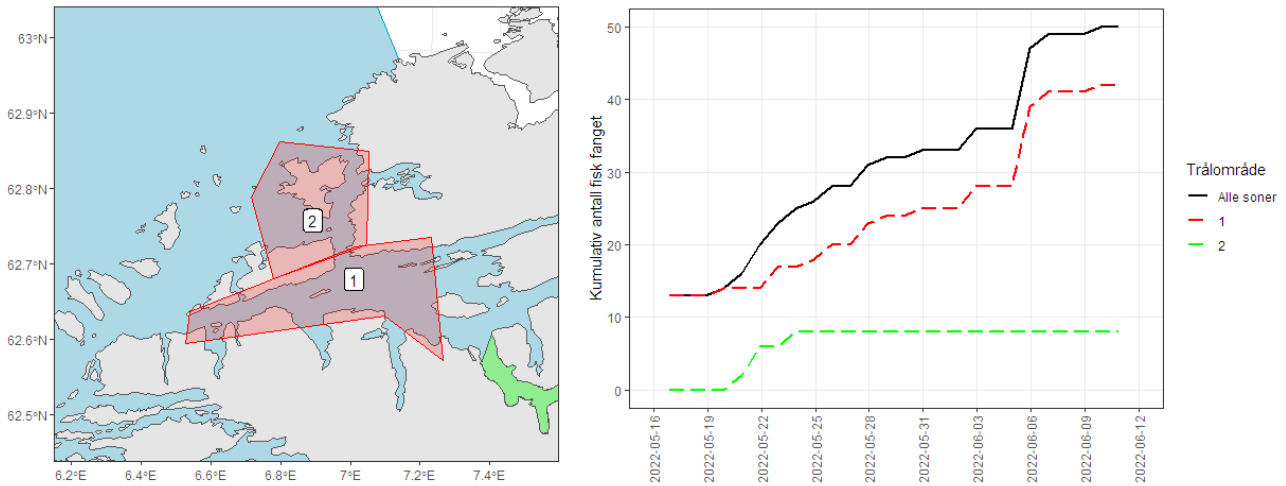 63°N
62.9°N
62.8°N
62.7°N
62.6°N
62.5°N
6.2°E
6.4°E
6.6°E
6.8°E
7°E
7.2°E
7.4°E
2
1
Kumulativ antall fisk fanget
50
40
30
20
10
0
2022-05-16
2022-05-19
2022-05-22
2022-05-25
2022-05-28
2022-05-31
2022-06-03
2022-06-06
2022-06-09
2022-06-12
Trålområde
Alle soner
1
2